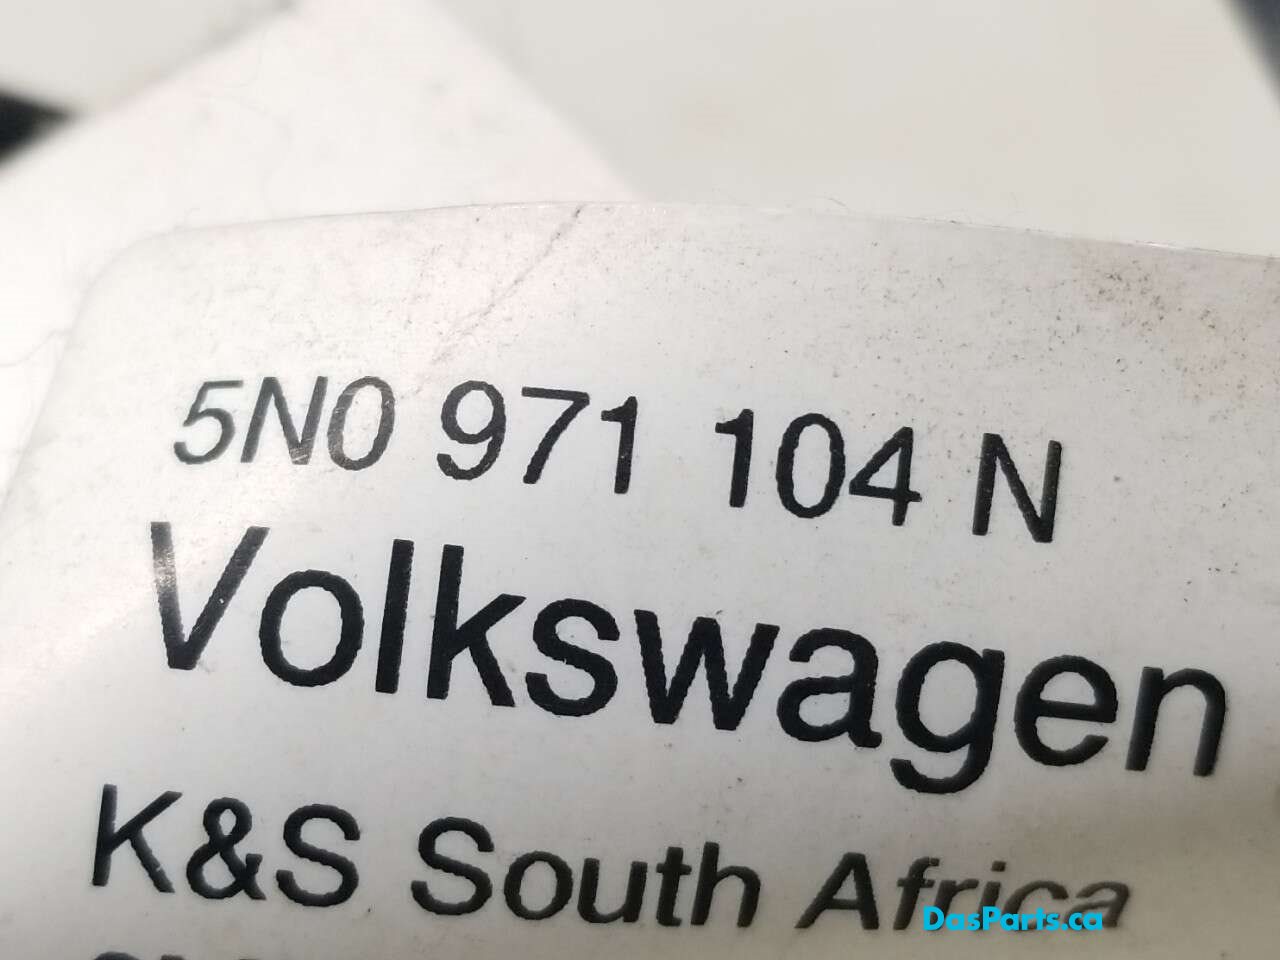 5N0 971 104 N
Volkswagen
K&S South Africa
DasParts.ca